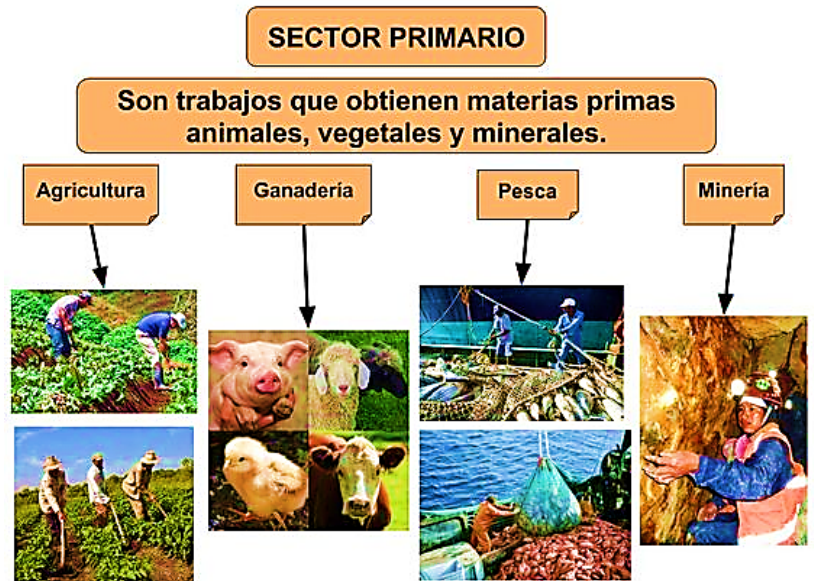 SECTOR PRIMARIO
Son trabajos que obtienen materias primas
animales, vegetales y minerales.
Agricultura
Ganadería
Pesca
Minería